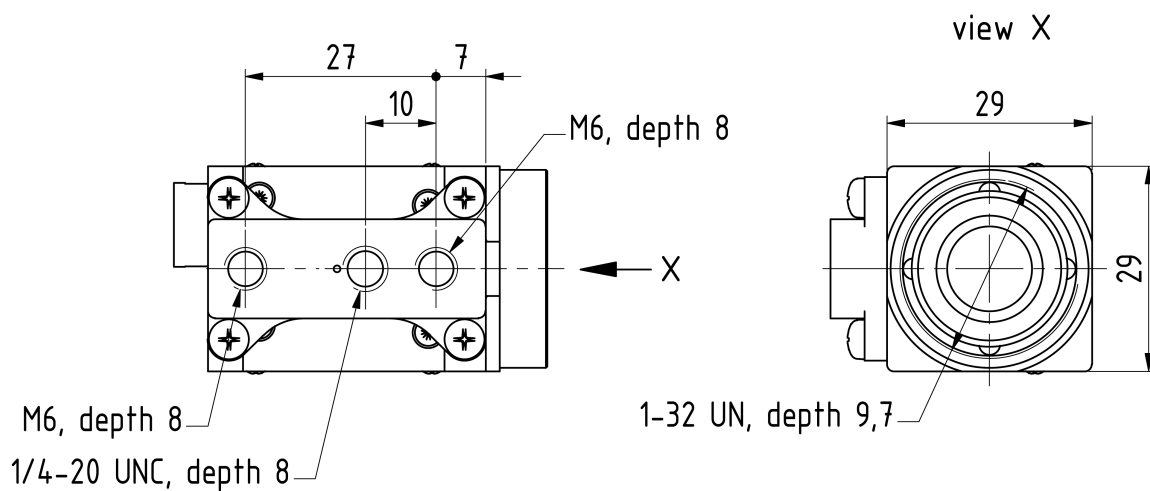 view X
27
7
10
M6, depth 8
29
X
29
M6, depth 8
1-32 UN, depth 9,7
1/4-20 UNC, depth 8